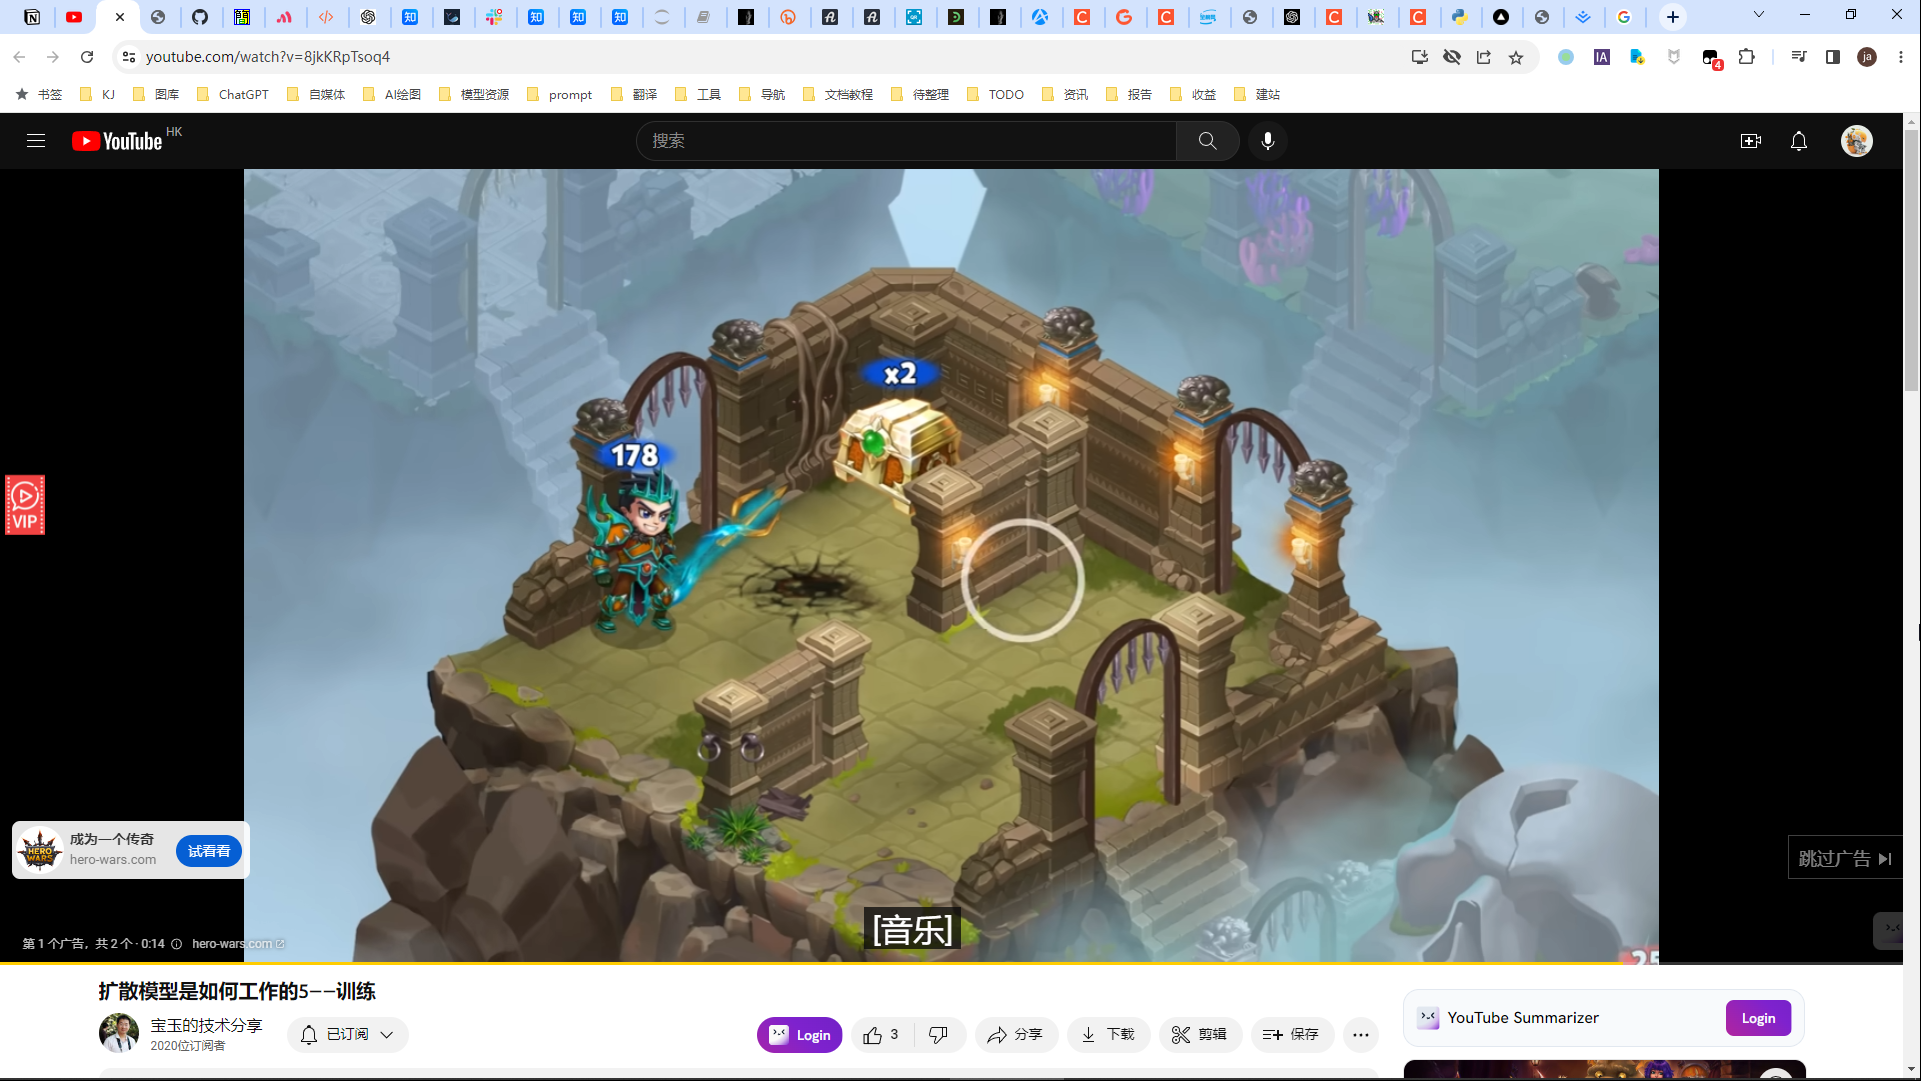 youtube.com/watch?v=8jkKRpTsoq4
IA
4
ja
书签
KJ
图库
ChatGPT
自媒体
AI绘图
模型资源
prompt
翻译
工具
导航
文档教程
待整理
TODO
资讯
报告
收益
建站
YouTube HK
搜索
x2
178
VIP
HERO WARS
成为一个传奇
hero-wars.com
试看看
跳过广告
[音乐]
第 1 个广告，共 2 个 · 0:14
hero-wars.com
25
扩散模型是如何工作的5——训练
宝玉的技术分享
2020位订阅者
已订阅
Login
3
分享
下载
剪辑
保存
YouTube Summarizer
Login